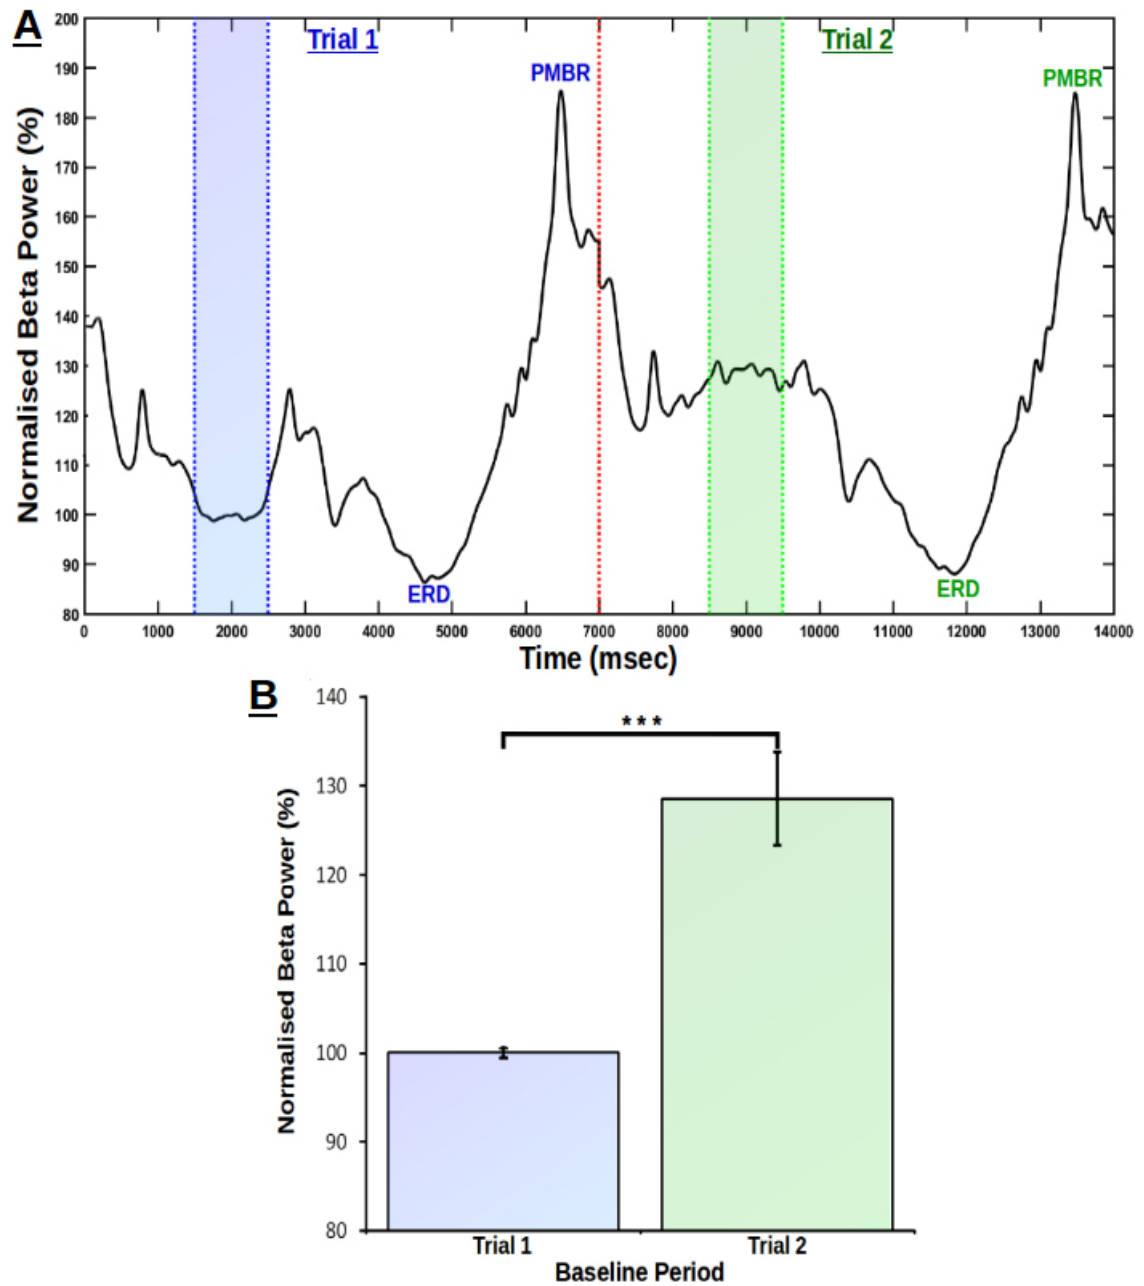 A
Trial 1
Trial 2
PMBR
PMBR
ERD
ERD
Normalised Beta Power (%)
200
190
180
170
160
150
140
130
120
110
100
90
80
0 1000 2000 3000 4000 5000 6000 7000 8000 9000 10000 11000 12000 13000 14000
Time (msec)
B
***
Normalised Beta Power (%)
140
130
120
110
100
90
80
Trial 1 Trial 2
Baseline Period